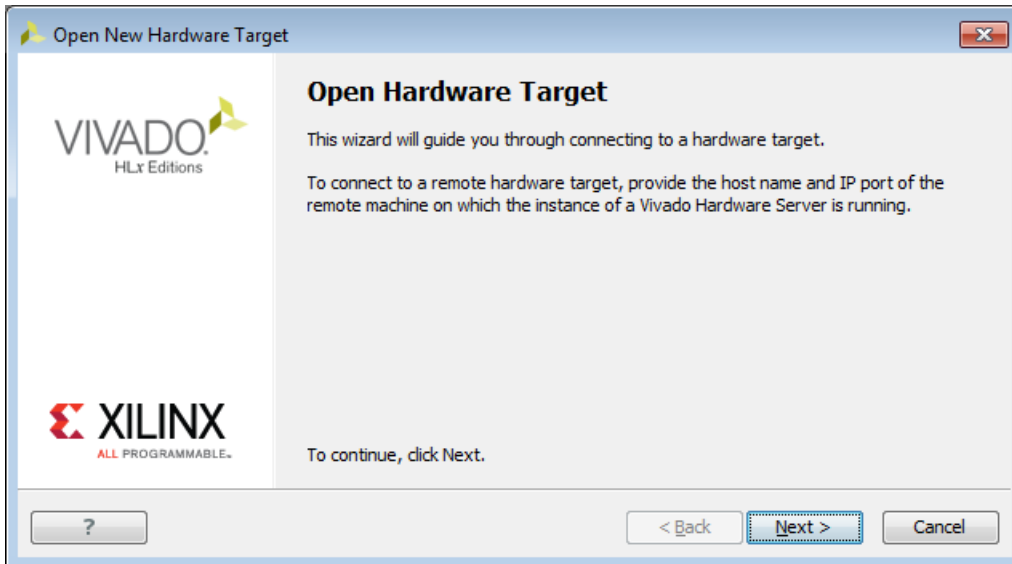 Open New Hardware Target
VIVADO.
HLx Editions
Open Hardware Target
This wizard will guide you through connecting to a hardware target.
To connect to a remote hardware target, provide the host name and IP port of the
remote machine on which the instance of a Vivado Hardware Server is running.
XILINX
ALL PROGRAMMABLE™
To continue, click Next.
?
< Back
Next >
Cancel